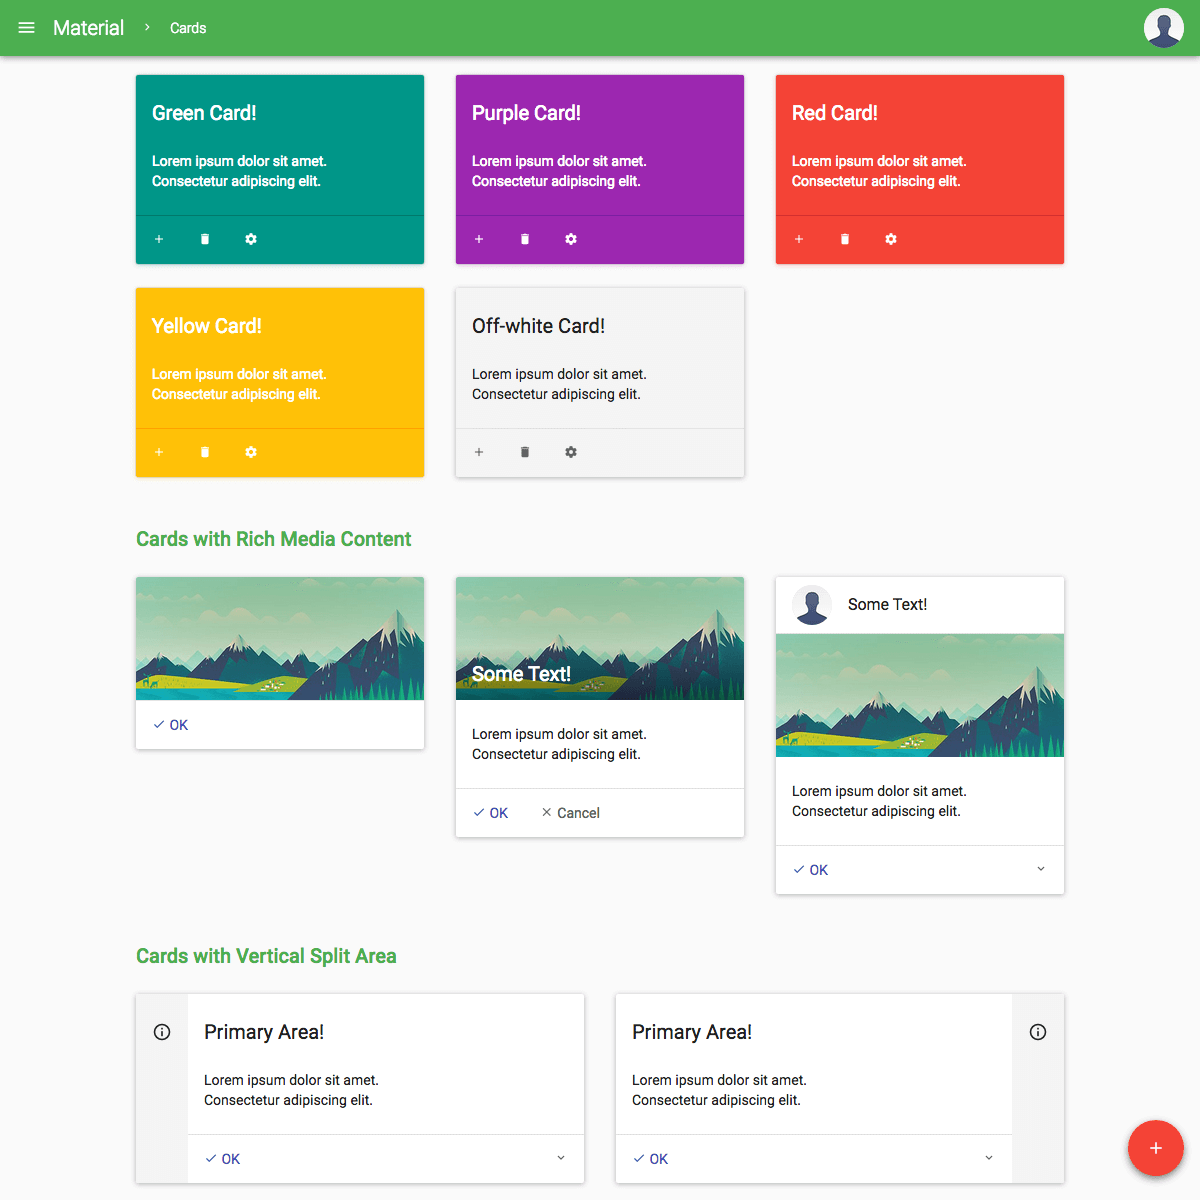 Material
Cards
Green Card!
Lorem ipsum dolor sit amet.
Consectetur adipiscing elit.
Purple Card!
Lorem ipsum dolor sit amet.
Consectetur adipiscing elit.
Red Card!
Lorem ipsum dolor sit amet.
Consectetur adipiscing elit.
Yellow Card!
Lorem ipsum dolor sit amet.
Consectetur adipiscing elit.
Off-white Card!
Lorem ipsum dolor sit amet.
Consectetur adipiscing elit.
Cards with Rich Media Content
OK
Some Text!
Lorem ipsum dolor sit amet.
Consectetur adipiscing elit.
OK
Cancel
Some Text!
Lorem ipsum dolor sit amet.
Consectetur adipiscing elit.
OK
Cards with Vertical Split Area
Primary Area!
Lorem ipsum dolor sit amet.
Consectetur adipiscing elit.
OK
Primary Area!
Lorem ipsum dolor sit amet.
Consectetur adipiscing elit.
OK